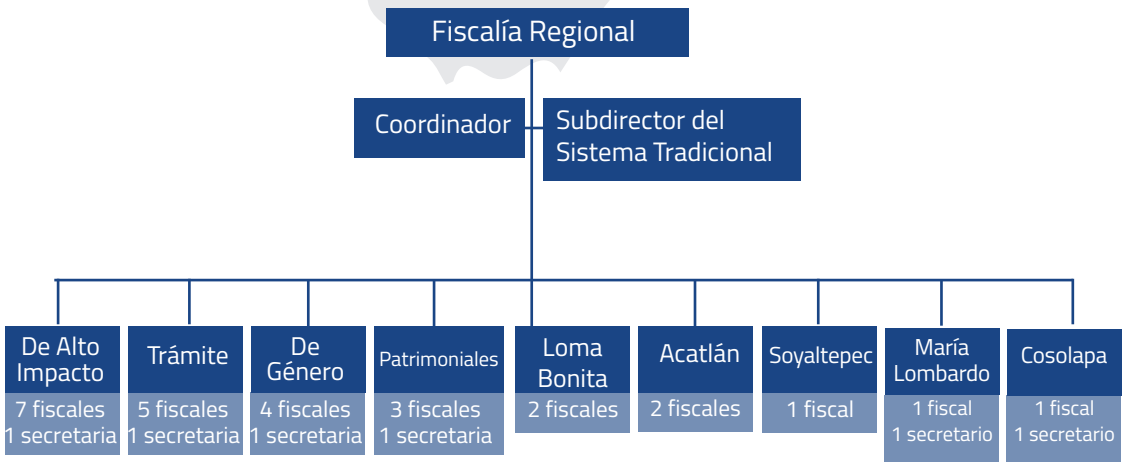 Fiscalía Regional
Coordinador
Subdirector del
Sistema Tradicional
De Alto
Impacto
7 fiscales
1 secretaria
Trámite
5 fiscales
1 secretaria
De
Género
4 fiscales
1 secretaria
Patrimoniales
3 fiscales
1 secretaria
Loma
Bonita
2 fiscales
Acatlán
2 fiscales
Soyaltepec
1 fiscal
María
Lombardo
1 fiscal
1 secretario
Cosolapa
1 fiscal
1 secretario